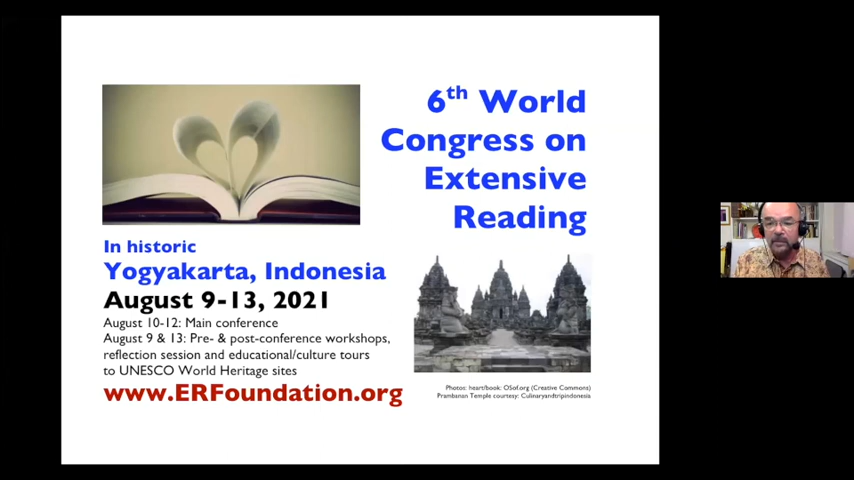 6th World
Congress on
Extensive
Reading
In historic
Yogyakarta, Indonesia
August 9-13, 2021
August 10-12: Main conference
August 9 & 13: Pre- & post-conference workshops,
reflection session and educational/culture tours
to UNESCO World Heritage sites
www.ERFoundation.org
Photos: heart/book: OSof.org (Creative Commons)
Prambanan Temple courtesy: Culinaryandtripindonesia